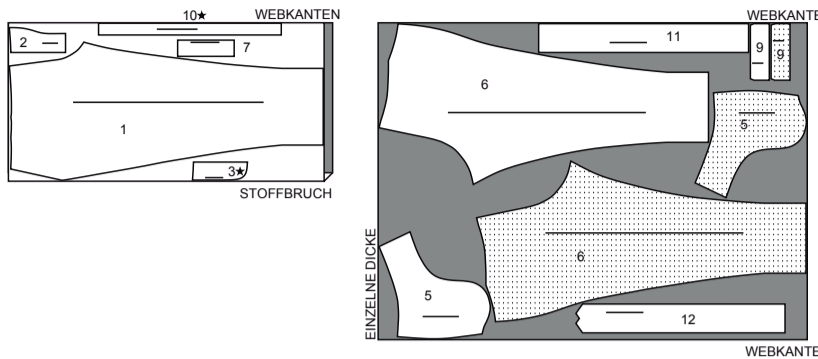 10★ WEBKANTEN
2
7
1
3★
STOFFBRUCH
WEBKANTE
11
9
9
6
5
6
5
12
EINZELNE DICKE
WEBKANTE